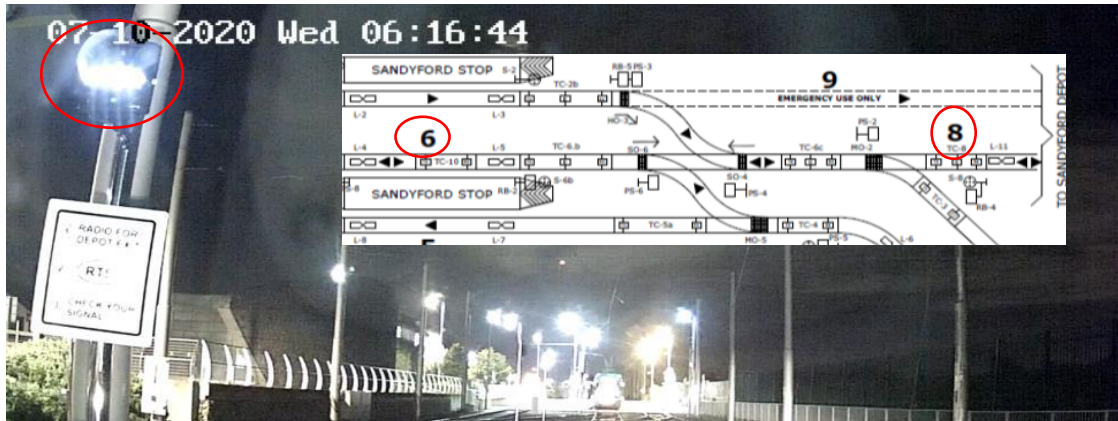 07-10-2020 Wed 06:16:44
SANDYFORD STOP
S-2
RB-5
PS-3
TC-2b
9
EMERGENCY USE ONLY
L-2
L-3
MO-3
PS-2
6
8
L-4
TC-10
L-5
TC-6.b
SO-6
TC-6c
MO-2
TC-8
L-11
TO SANDYFORD DEPOT
SANDYFORD STOP
RB-2
S-6b
PS-6
SO-4
PS-4
S-8
RB-4
TC-3
TC-5a
TC-4
L-8
L-7
MO-5
PS-5
L-6
RADIO FOR
DEPOT
RTS
CHECK YOUR
SIGNAL